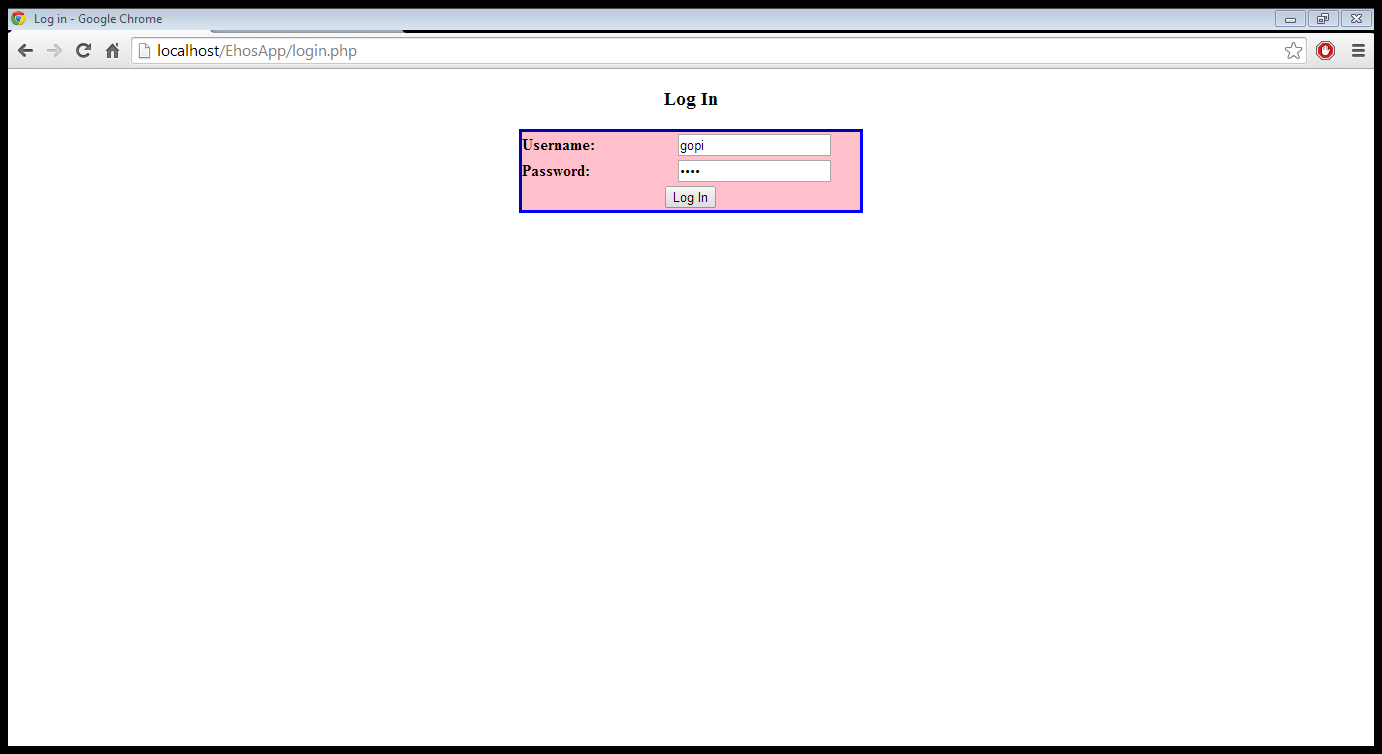 Log in - Google Chrome
localhost/EhosApp/login.php
Log In
Username: gopi
Password: ••••
Log In